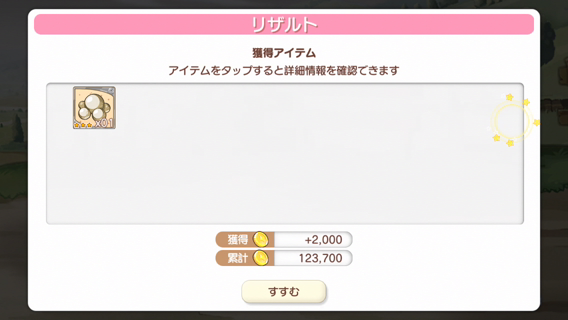 リザルト
獲得アイテム
アイテムをタップすると詳細情報を確認できます
x01
獲得 +2,000
累計 123,700
すすむ